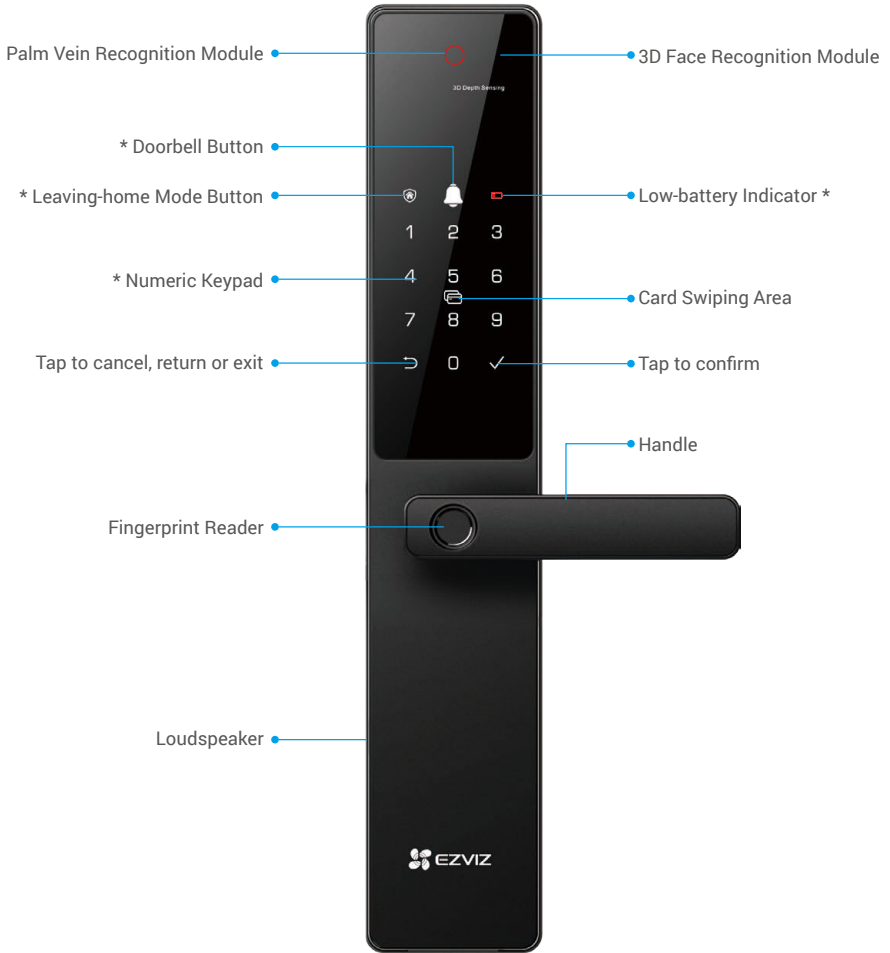 Palm Vein Recognition Module
3D Face Recognition Module
3D Depth Sensing
* Doorbell Button
* Leaving-home Mode Button
Low-battery Indicator *
1 2 3
* Numeric Keypad
4 5 6
Card Swiping Area
7 8 9
Tap to cancel, return or exit
0
Tap to confirm
Handle
Fingerprint Reader
Loudspeaker
EZVIZ